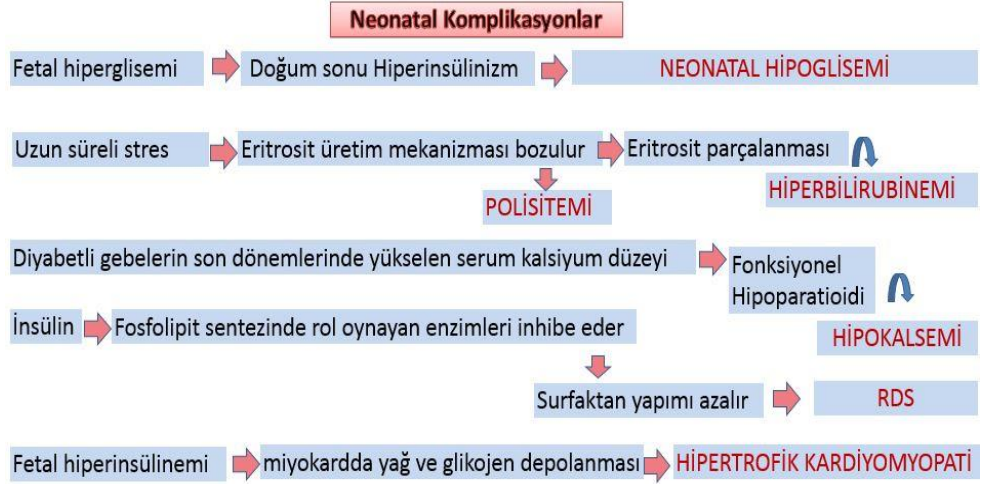 Neonatal Komplikasyonlar
Fetal hiperglisemi Doğum sonu Hiperinsülinizm NEONATAL HİPOGLİSEMİ
Uzun süreli stres Eritrosit üretim mekanizması bozulur Eritrosit parçalanması
HİPERBİLİRUBİNEMİ
POLİSİTEMİ
Diyabetli gebelerin son dönemlerinde yükselen serum kalsiyum düzeyi Fonksiyonel
Hipoparatioidi
İnsülin Fosfolipit sentezinde rol oynayan enzimleri inhibe eder
HİPOKALSEMİ
Surfaktan yapımı azalır RDS
Fetal hiperinsülinemi miyokardda yağ ve glikojen depolanması HİPERTROFİK KARDİYOMYOPATİ